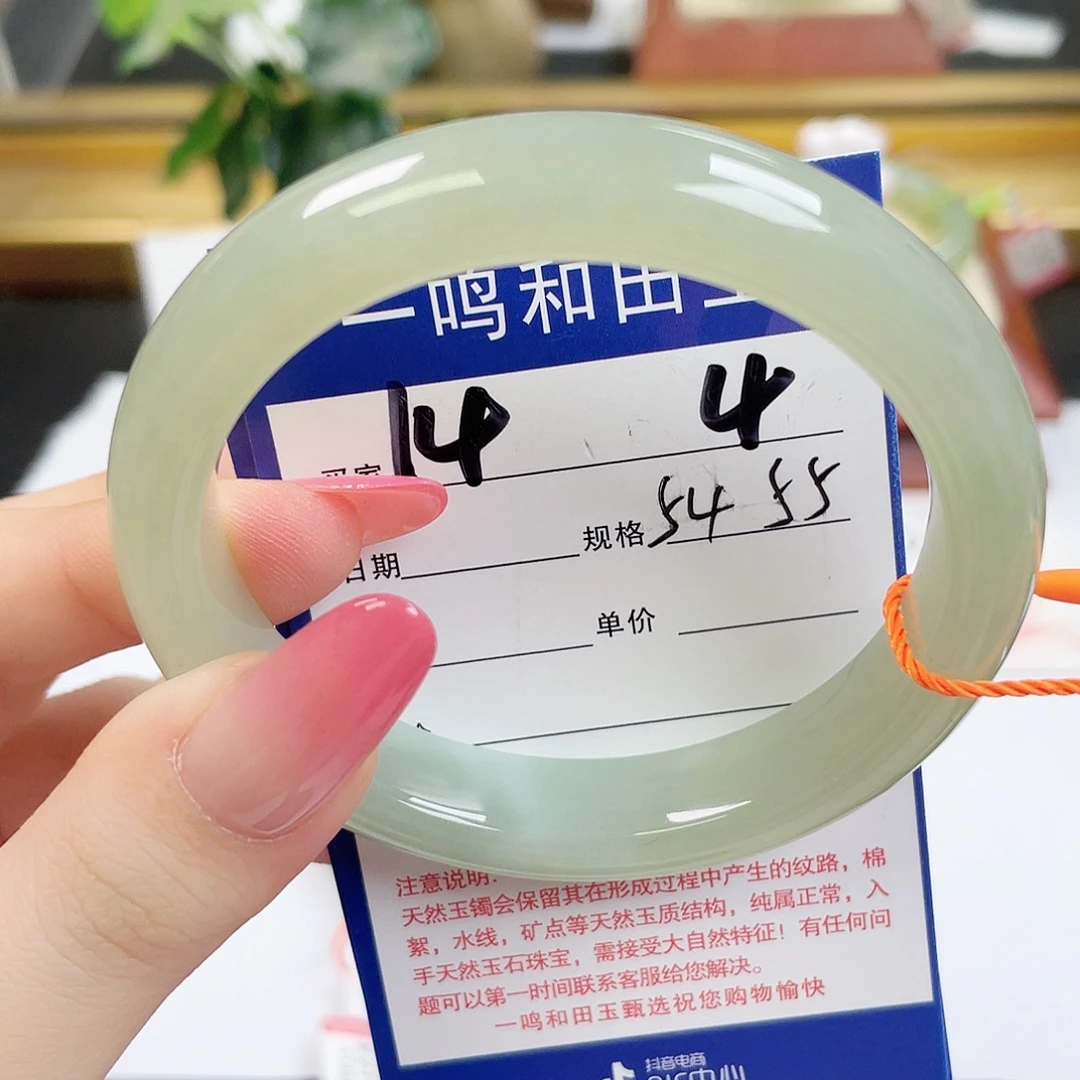 一鸣和田玉
买家 14 4
日期 规格 54 55
单价
注意说明:
天然玉镯会保留其在形成过程中产生的纹路，棉
絮，水线，矿点等天然玉质结构，纯属正常，入
手天然玉石珠宝，需接受大自然特征！有任何问
题可以第一时间联系客服给您解决。
一鸣和田玉甄选祝您购物愉快
抖音电商